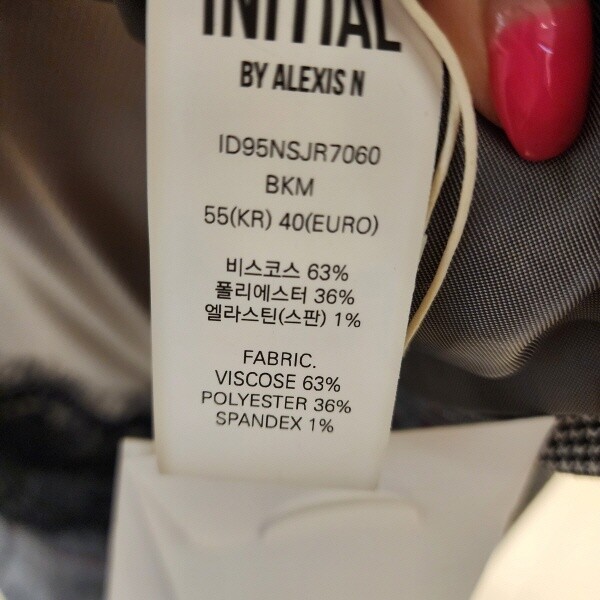 INITIAL
BY ALEXIS N
ID95NSJR7060
BKM
55(KR) 40(EURO)
비스코스 63%
폴리에스터 36%
엘라스틴(스판) 1%
FABRIC.
VISCOSE 63%
POLYESTER 36%
SPANDEX 1%